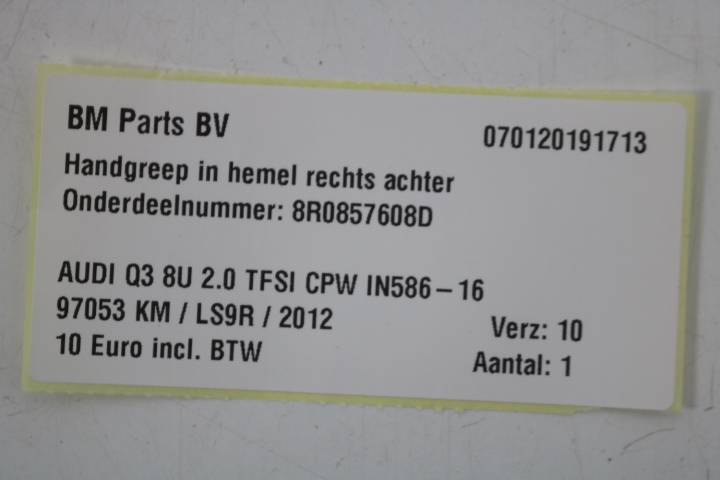 BM Parts BV 070120191713
Handgreep in hemel rechts achter
Onderdeelnummer: 8R0857608D
AUDI Q3 8U 2.0 TFSI CPW IN586-16
97053 KM / LS9R / 2012 Verz: 10
10 Euro incl. BTW Aantal: 1